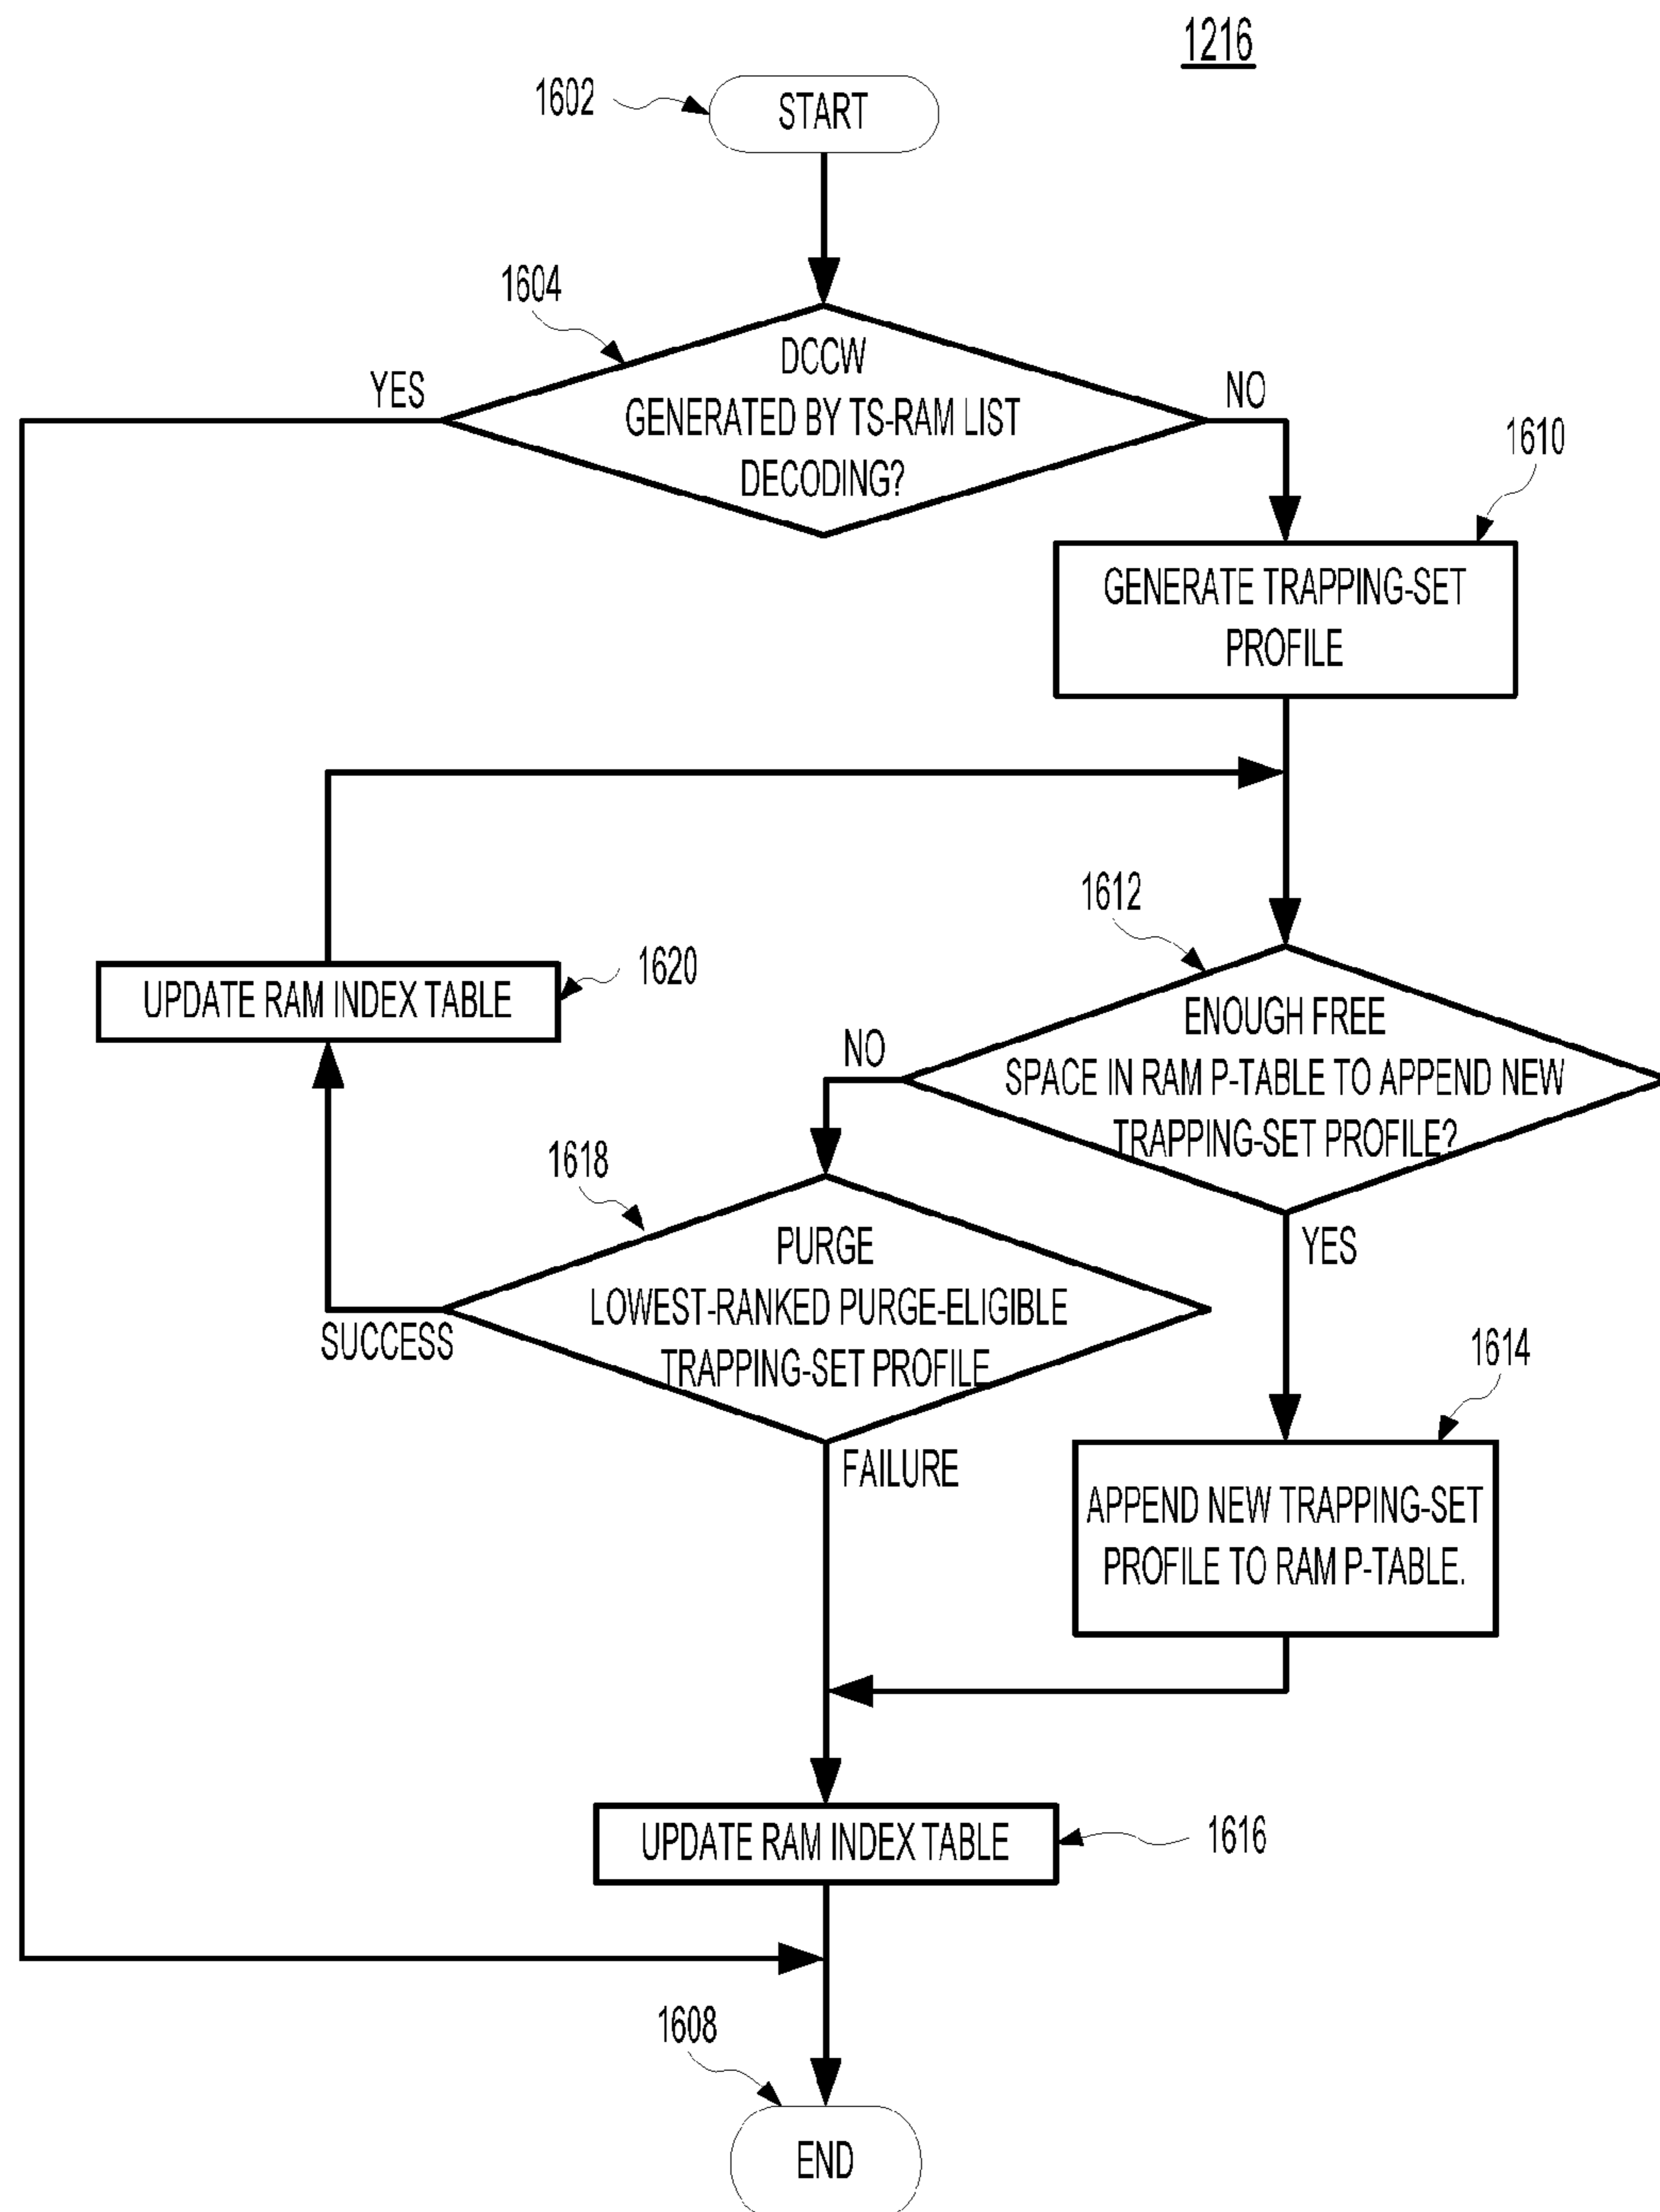 1216
1602
START
1604
DCCW
GENERATED BY TS-RAM LIST
DECODING?
YES
NO
1610
GENERATE TRAPPING-SET
PROFILE
1612
ENOUGH FREE
SPACE IN RAM P-TABLE TO APPEND NEW
TRAPPING-SET PROFILE?
1620
UPDATE RAM INDEX TABLE
NO
YES
1618
PURGE
LOWEST-RANKED PURGE-ELIGIBLE
TRAPPING-SET PROFILE
SUCCESS
FAILURE
1614
APPEND NEW TRAPPING-SET
PROFILE TO RAM P-TABLE.
UPDATE RAM INDEX TABLE
1616
1608
END